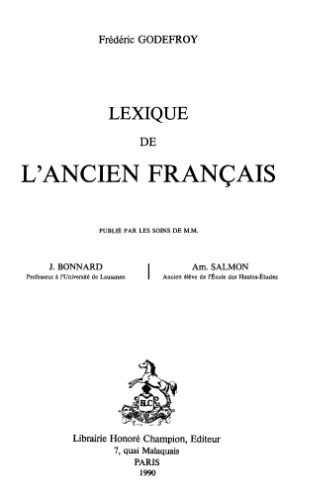 Frédéric GODEFROY
LEXIQUE
DE
L'ANCIEN FRANÇAIS
PUBLIÉ PAR LES SOINS DE M.M.
J. BONNARD
Professeur à l'Université de Lausanne
Am. SALMON
Ancien élève de l'École des Hautes-Études
HC
Librairie Honoré Champion, Editeur
7, quai Malaquais
PARIS
1990